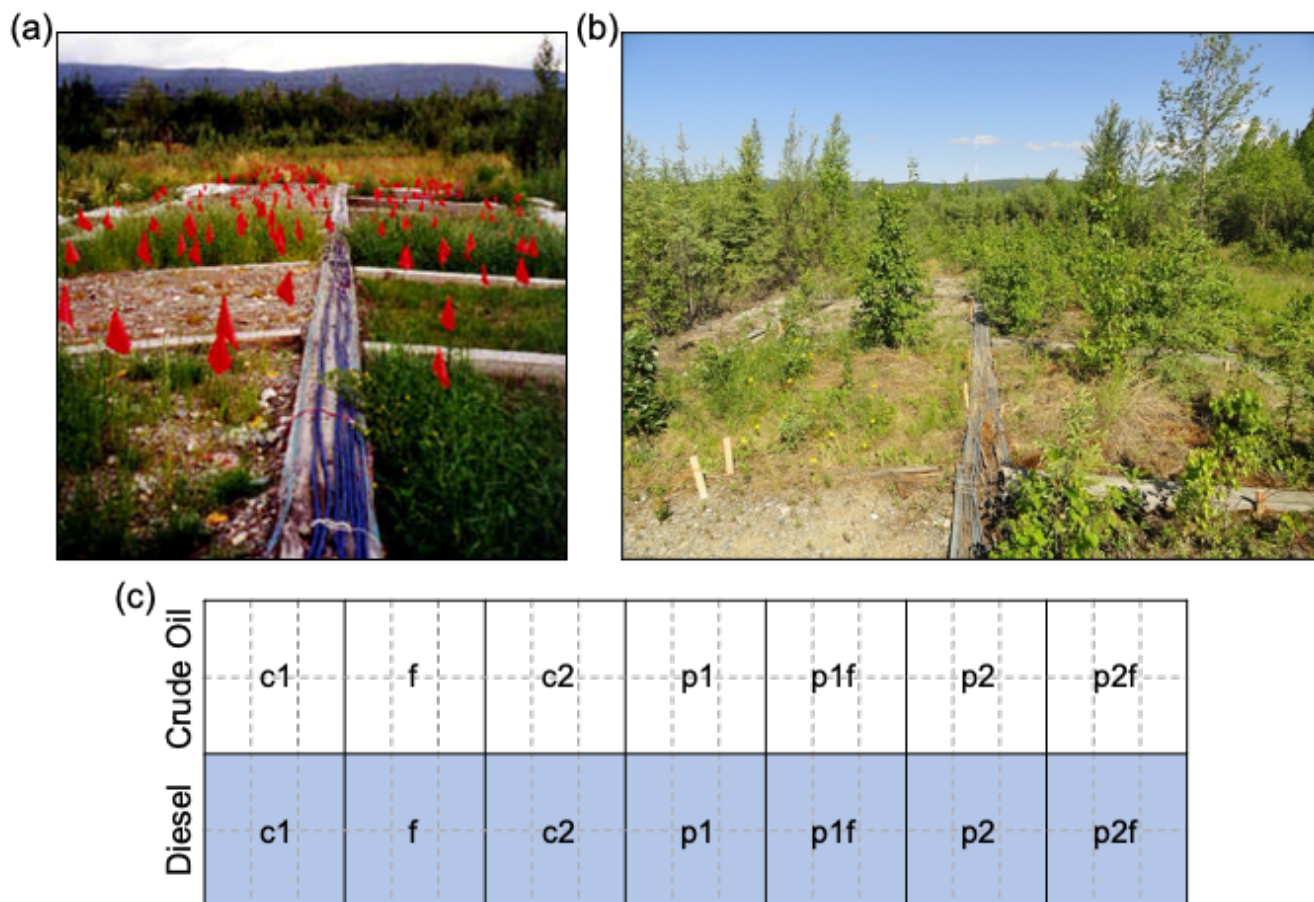 (a)
(b)
(c)
Crude Oil
c1 f c2 p1 p1f p2 p2f
Diesel
c1 f c2 p1 p1f p2 p2f